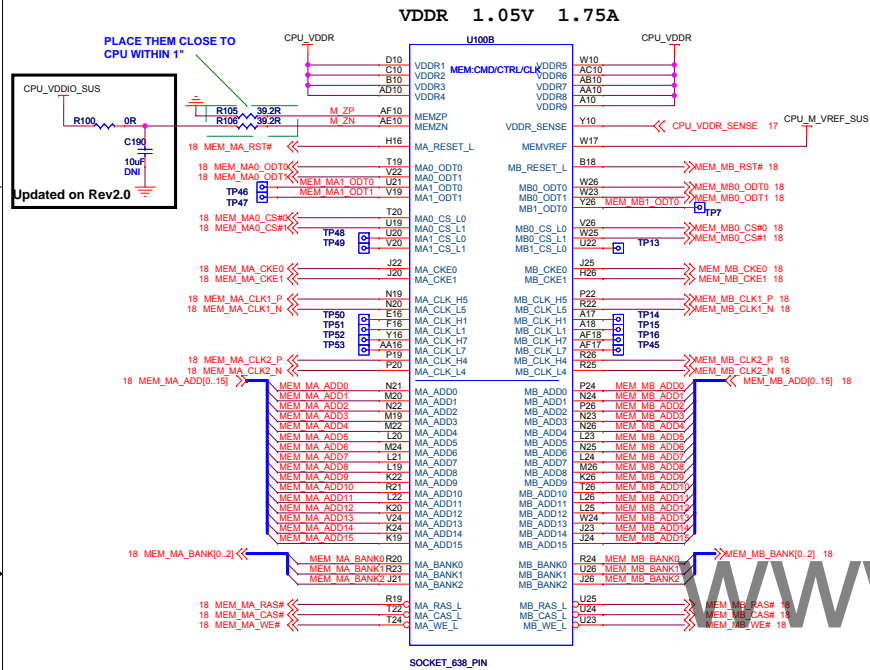 VDDR 1.05V 1.75A
PLACE THEM CLOSE TO
CPU WITHIN 1"
CPU_VDDR
U100B
CPU_VDDR
MEM:CMD/CTRL/CLK
D10 VDDR1 VDDR5 W10
C10 VDDR2 VDDR6 AC10
B10 VDDR3 VDDR7 AB10
AD10 VDDR4 VDDR8 AA10
VDDR9 A10
CPU_VDDIO_SUS
R100 0R
C190
10uF
DNI
Updated on Rev2.0
R105 39.2R M_ZP AF10 MEMZP
R106 39.2R M_ZN AE10 MEMZN
VDDR_SENSE Y10 CPU_VDDR_SENSE 17
CPU_M_VREF_SUS
MEMVREF W17
18 MEM_MA_RST# H16 MA_RESET_L
MB_RESET_L B18 MEM_MB_RST# 18
18 MEM_MA0_ODT0 T19 MA0_ODT0
18 MEM_MA0_ODT1 V22 MA0_ODT1
TP46 MEM_MA1_ODT0 U21 MA1_ODT0
TP47 MEM_MA1_ODT1 V19 MA1_ODT1
MB0_ODT0 W26 MEM_MB0_ODT0 18
MB0_ODT1 W23 MEM_MB0_ODT1 18
MB1_ODT0 Y26 MEM_MB1_ODT0 TP7
18 MEM_MA0_CS#0 T20 MA0_CS_L0
18 MEM_MA0_CS#1 U19 MA0_CS_L1
TP48 U20 MA1_CS_L0
TP49 V20 MA1_CS_L1
MB0_CS_L0 V26 MEM_MB0_CS#0 18
MB0_CS_L1 W25 MEM_MB0_CS#1 18
MB1_CS_L0 U22 TP13
18 MEM_MA_CKE0 J22 MA_CKE0 MB_CKE0 J25 MEM_MB_CKE0 18
18 MEM_MA_CKE1 J20 MA_CKE1 MB_CKE1 H26 MEM_MB_CKE1 18
18 MEM_MA_CLK1_P N19 MA_CLK_H5 MB_CLK_H5 P22 MEM_MB_CLK1_P 18
18 MEM_MA_CLK1_N N20 MA_CLK_L5 MB_CLK_L5 R22 MEM_MB_CLK1_N 18
TP50 E16 MA_CLK_H1 MB_CLK_H1 A17 TP14
TP51 F16 MA_CLK_L1 MB_CLK_L1 A18 TP15
TP52 Y16 MA_CLK_H7 MB_CLK_H7 AF18 TP16
TP53 AA16 MA_CLK_L7 MB_CLK_L7 AF17 TP45
18 MEM_MA_CLK2_P P19 MA_CLK_H4 MB_CLK_H4 R26 MEM_MB_CLK2_P 18
18 MEM_MA_CLK2_N P20 MA_CLK_L4 MB_CLK_L4 R25 MEM_MB_CLK2_N 18
18 MEM_MA_ADD[0..15] MEM_MB_ADD[0..15] 18
MEM_MA_ADD0 N21 MA_ADD0 MB_ADD0 P24 MEM_MB_ADD0
MEM_MA_ADD1 M20 MA_ADD1 MB_ADD1 N24 MEM_MB_ADD1
MEM_MA_ADD2 N22 MA_ADD2 MB_ADD2 P26 MEM_MB_ADD2
MEM_MA_ADD3 M19 MA_ADD3 MB_ADD3 N23 MEM_MB_ADD3
MEM_MA_ADD4 M22 MA_ADD4 MB_ADD4 N26 MEM_MB_ADD4
MEM_MA_ADD5 L20 MA_ADD5 MB_ADD5 L23 MEM_MB_ADD5
MEM_MA_ADD6 M24 MA_ADD6 MB_ADD6 N25 MEM_MB_ADD6
MEM_MA_ADD7 L21 MA_ADD7 MB_ADD7 L24 MEM_MB_ADD7
MEM_MA_ADD8 L19 MA_ADD8 MB_ADD8 M26 MEM_MB_ADD8
MEM_MA_ADD9 K22 MA_ADD9 MB_ADD9 K26 MEM_MB_ADD9
MEM_MA_ADD10 R21 MA_ADD10 MB_ADD10 T26 MEM_MB_ADD10
MEM_MA_ADD11 L22 MA_ADD11 MB_ADD11 L26 MEM_MB_ADD11
MEM_MA_ADD12 K20 MA_ADD12 MB_ADD12 L25 MEM_MB_ADD12
MEM_MA_ADD13 V24 MA_ADD13 MB_ADD13 W24 MEM_MB_ADD13
MEM_MA_ADD14 K24 MA_ADD14 MB_ADD14 J23 MEM_MB_ADD14
MEM_MA_ADD15 K19 MA_ADD15 MB_ADD15 J24 MEM_MB_ADD15
18 MEM_MA_BANK[0..2] MEM_MB_BANK[0..2] 18
MEM_MA_BANK0 R20 MA_BANK0 MB_BANK0 R24 MEM_MB_BANK0
MEM_MA_BANK1 R23 MA_BANK1 MB_BANK1 U26 MEM_MB_BANK1
MEM_MA_BANK2 J21 MA_BANK2 MB_BANK2 J26 MEM_MB_BANK2
18 MEM_MA_RAS# R19 MA_RAS_L MB_RAS_L U25 MEM_MB_RAS# 18
18 MEM_MA_CAS# T22 MA_CAS_L MB_CAS_L U24 MEM_MB_CAS# 18
18 MEM_MA_WE# T24 MA_WE_L MB_WE_L U23 MEM_MB_WE# 18
SOCKET_638_PIN